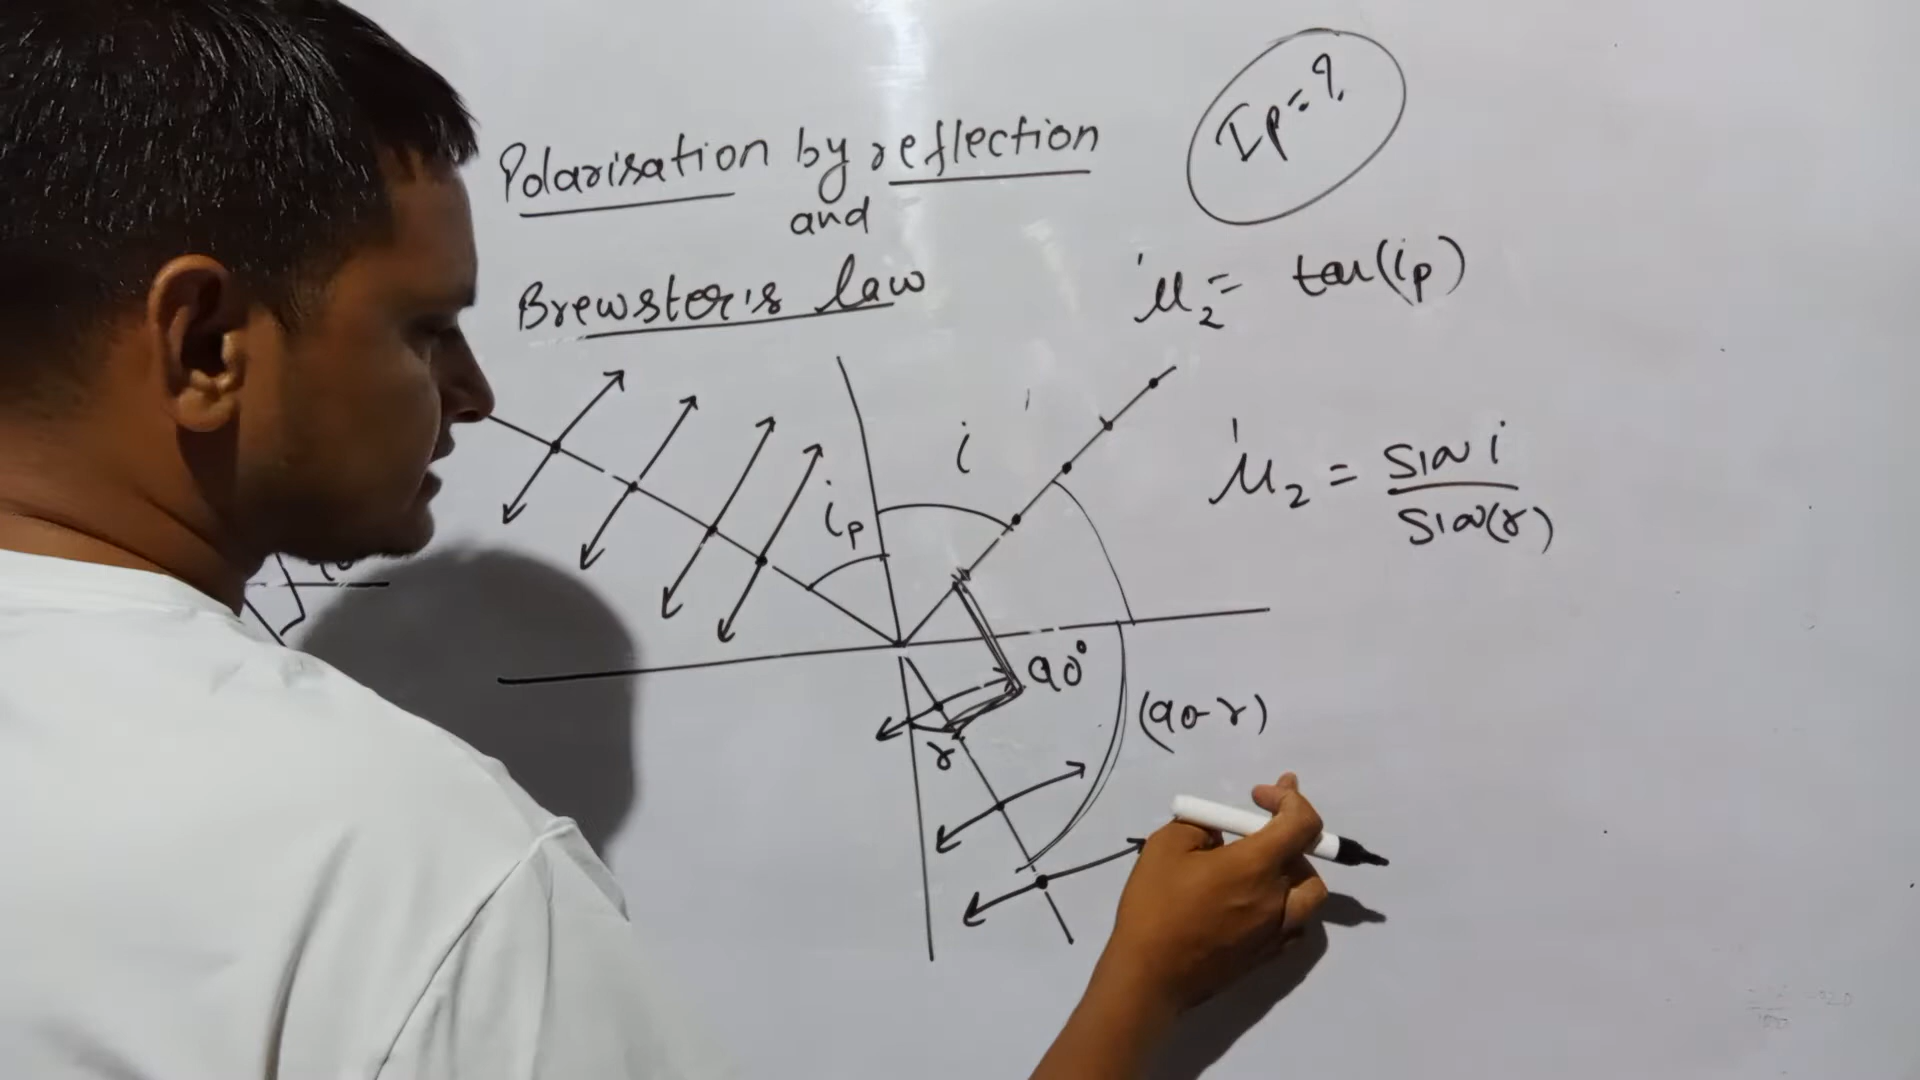 Polarisation by reflection
and
Brewster's law
Ip=?
¹μ₂= tan(ip)
i
ip
¹μ₂ = sin i / sin(r)
90°
(90-r)
r